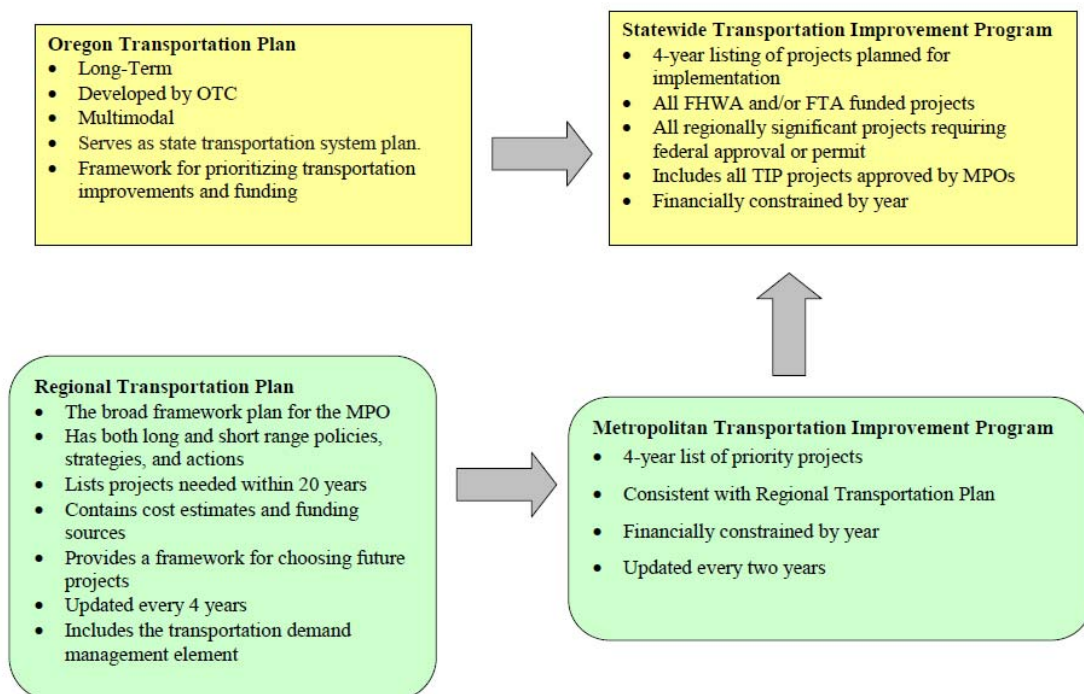 Oregon Transportation Plan
• Long-Term
• Developed by OTC
• Multimodal
• Serves as state transportation system plan.
• Framework for prioritizing transportation
improvements and funding
Statewide Transportation Improvement Program
• 4-year listing of projects planned for
implementation
• All FHWA and/or FTA funded projects
• All regionally significant projects requiring
federal approval or permit
• Includes all TIP projects approved by MPOs
• Financially constrained by year
Regional Transportation Plan
• The broad framework plan for the MPO
• Has both long and short range policies,
strategies, and actions
• Lists projects needed within 20 years
• Contains cost estimates and funding
sources
• Provides a framework for choosing future
projects
• Updated every 4 years
• Includes the transportation demand
management element
Metropolitan Transportation Improvement Program
• 4-year list of priority projects
• Consistent with Regional Transportation Plan
• Financially constrained by year
• Updated every two years